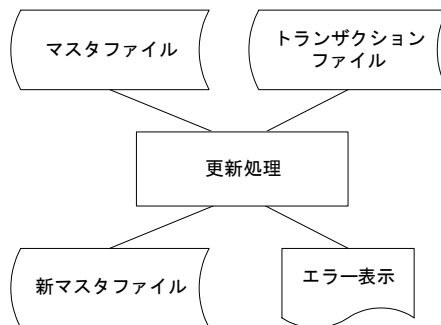 マスタファイル
トランザクション
ファイル
更新処理
新マスタファイル
エラー表示